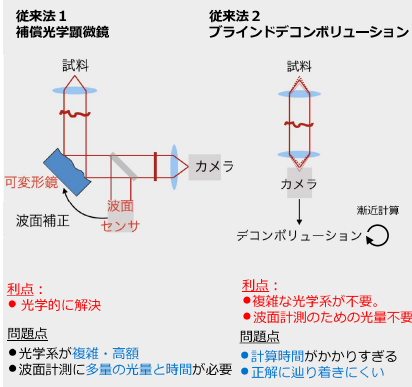 従来法1
補償光学顕微鏡
試料
カメラ
可変形鏡
波面
センサ
波面補正
利点：
● 光学的に解決
問題点
●光学系が複雑・高額
●波面計測に多量の光量と時間が必要
従来法2
ブラインドデコンボリューション
試料
カメラ
漸近計算
デコンボリューション
利点：
●複雑な光学系が不要。
●波面計測のための光量不要
問題点
●計算時間がかかりすぎる
●正解に辿り着きにくい